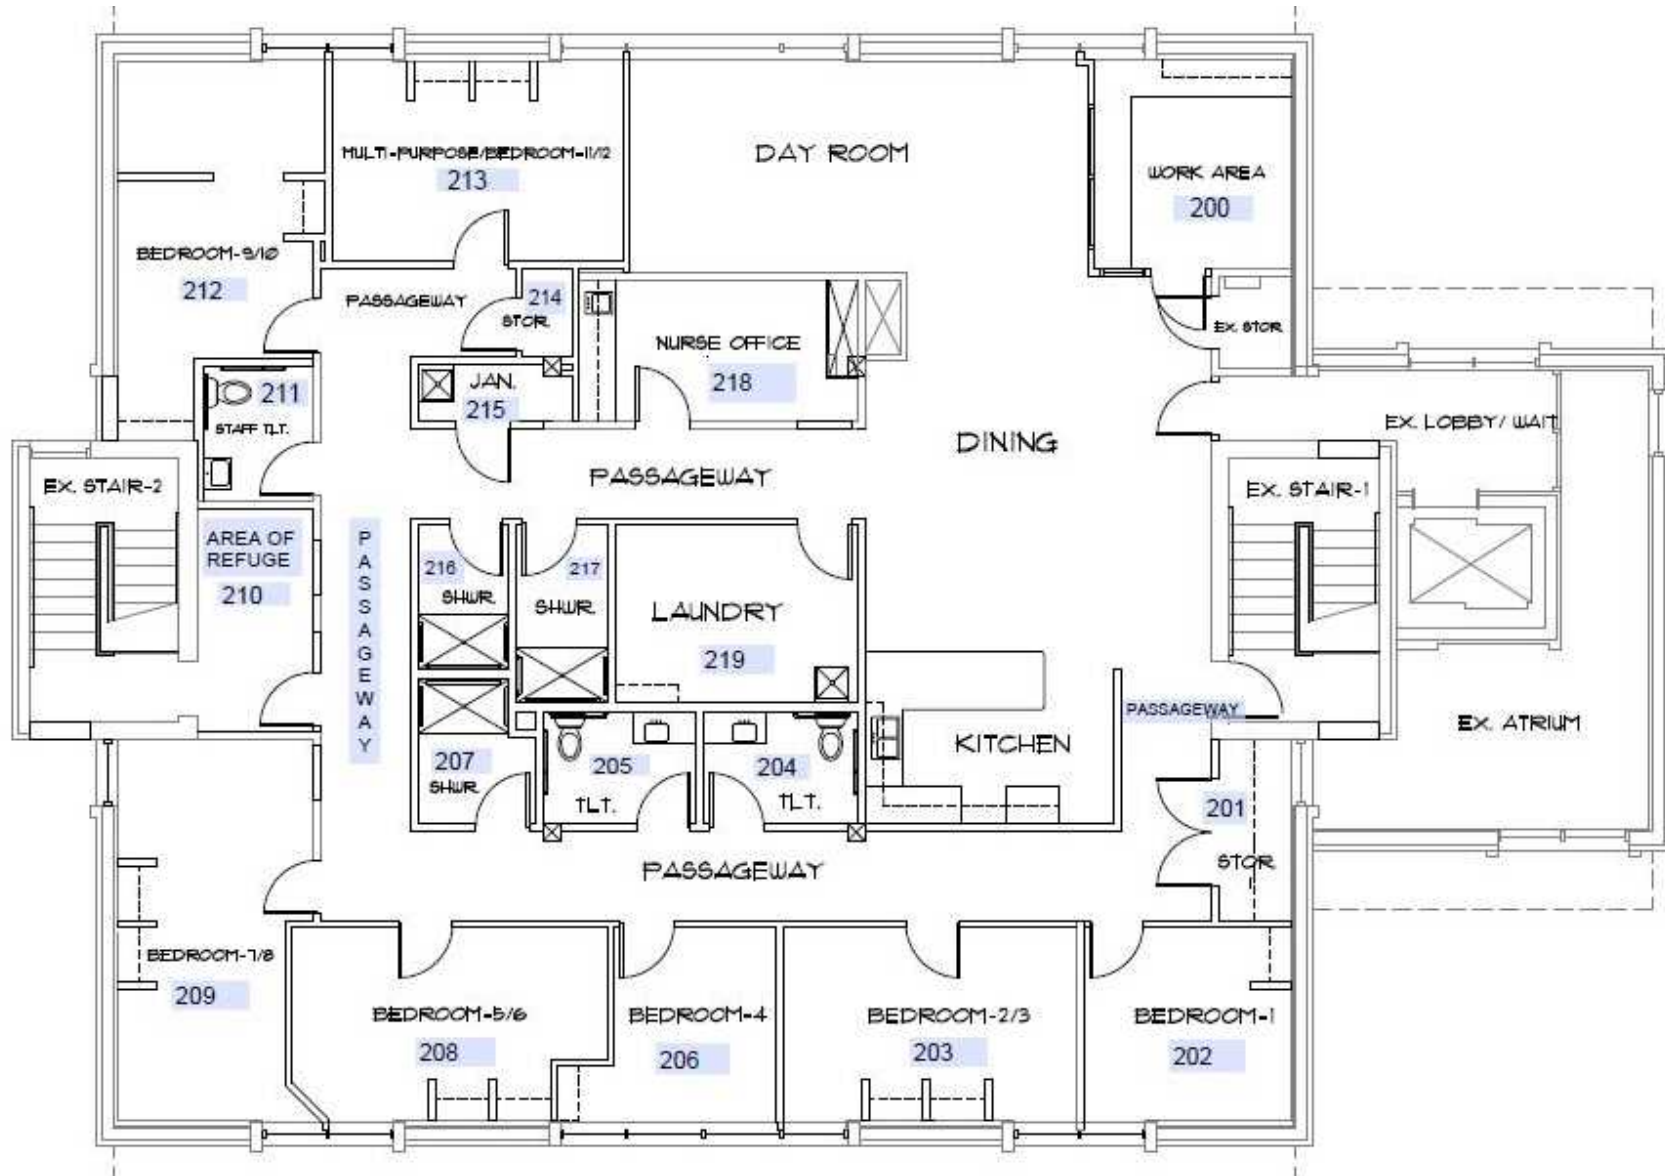 MULTI-PURPOSE/BEDROOM-11/12
213
DAY ROOM
WORK AREA
200
BEDROOM-9/10
212
PASSAGEWAY
214
STOR.
EX. STOR.
NURSE OFFICE
218
JAN.
215
211
STAFF TLT.
EX. LOBBY/ WAIT
DINING
PASSAGEWAY
EX. STAIR-2
EX. STAIR-1
AREA OF
REFUGE
210
PASSAGEWAY
216
SHWR.
217
SHWR.
LAUNDRY
219
PASSAGEWAY
EX. ATRIUM
KITCHEN
207
SHWR.
205
TLT.
204
TLT.
201
STOR.
PASSAGEWAY
BEDROOM-7/8
209
BEDROOM-5/6
208
BEDROOM-4
206
BEDROOM-2/3
203
BEDROOM-1
202